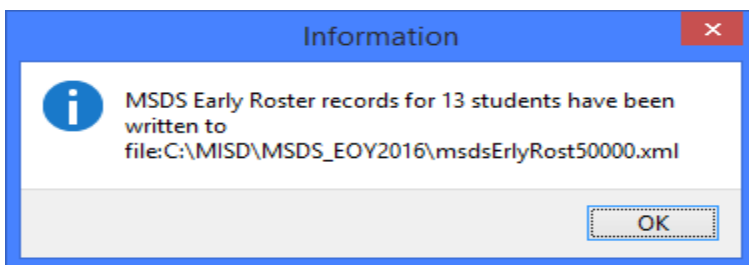 Information
MSDS Early Roster records for 13 students have been
written to
file:C:\MISD\MSDS_EOY2016\msdsErlyRost50000.xml
OK